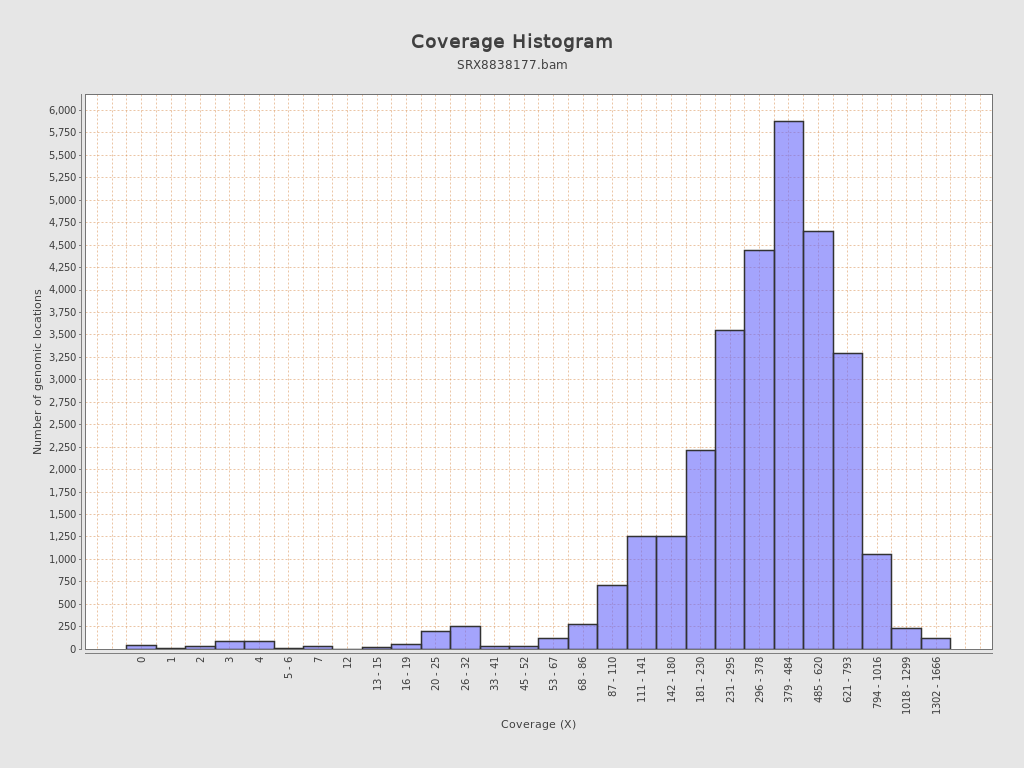 Coverage Histogram
SRX8838177.bam
Number of genomic locations
6,000
5,750
5,500
5,250
5,000
4,750
4,500
4,250
4,000
3,750
3,500
3,250
3,000
2,750
2,500
2,250
2,000
1,750
1,500
1,250
1,000
750
500
250
0
0
1
2
3
4
5 - 6
7
12
13 - 15
16 - 19
20 - 25
26 - 32
33 - 41
45 - 52
53 - 67
68 - 86
87 - 110
111 - 141
142 - 180
181 - 230
231 - 295
296 - 378
379 - 484
485 - 620
621 - 793
794 - 1016
1018 - 1299
1302 - 1666
Coverage (X)